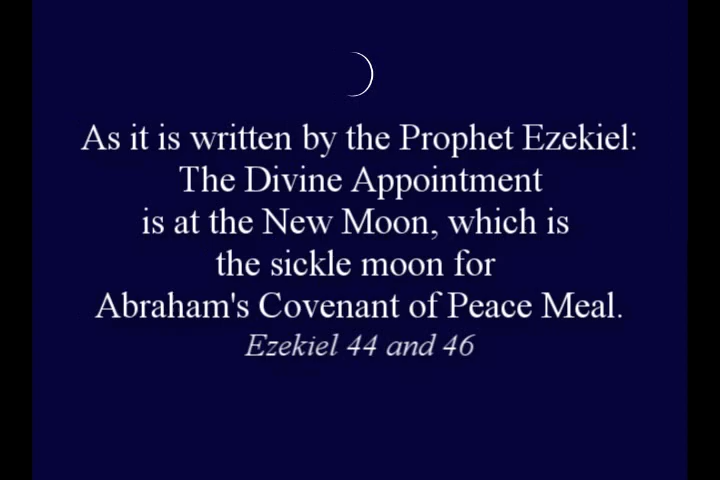 As it is written by the Prophet Ezekiel:
The Divine Appointment
is at the New Moon, which is
the sickle moon for
Abraham's Covenant of Peace Meal.
Ezekiel 44 and 46